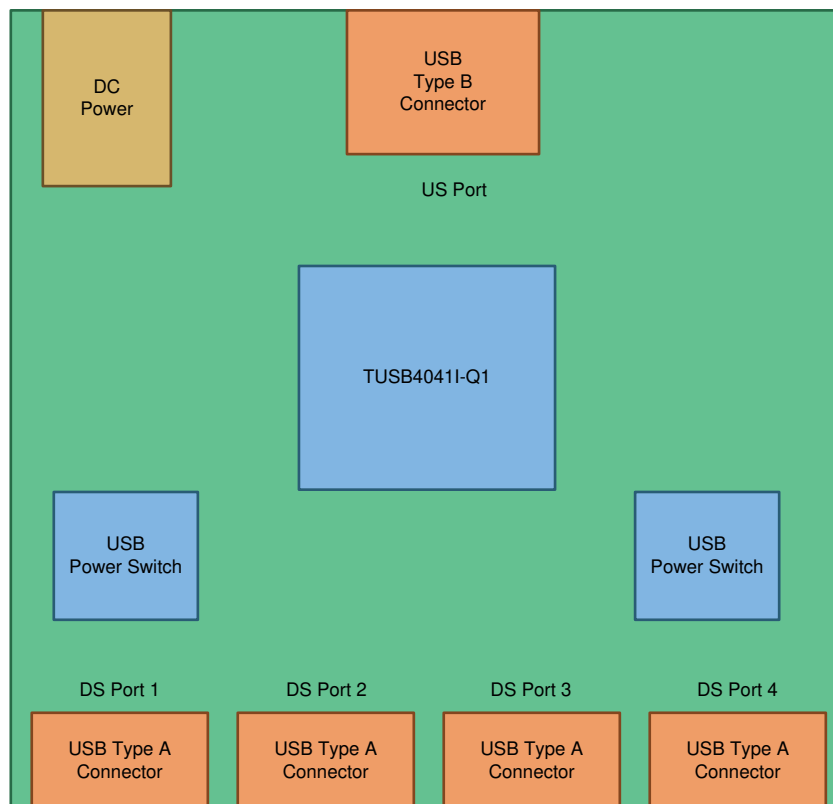 DC
Power
USB
Type B
Connector
US Port
TUSB4041I-Q1
USB
Power Switch
USB
Power Switch
DS Port 1
DS Port 2
DS Port 3
DS Port 4
USB Type A
Connector
USB Type A
Connector
USB Type A
Connector
USB Type A
Connector